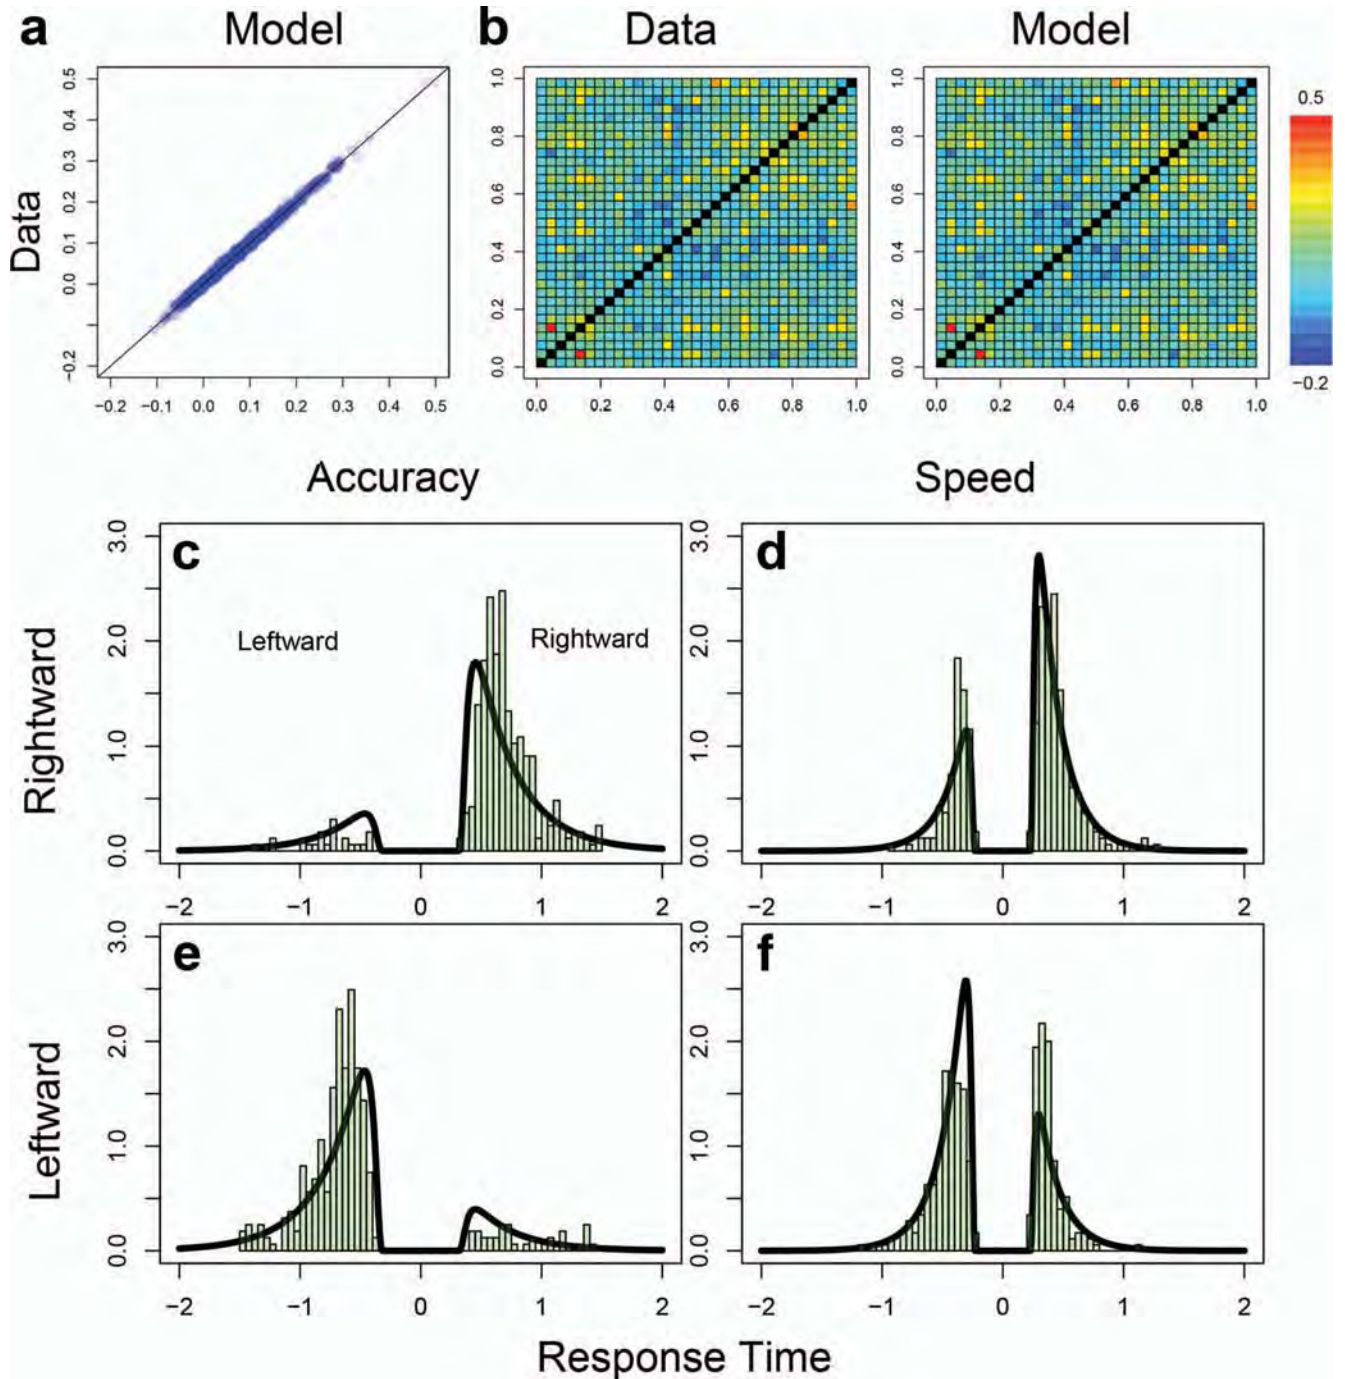 a Model b Data Model
Data
0.5 0.4 0.3 0.2 0.1 0.0 −0.2
−0.2 −0.1 0.0 0.1 0.2 0.3 0.4 0.5
1.0 0.8 0.6 0.4 0.2 0.0
0.0 0.2 0.4 0.6 0.8 1.0
1.0 0.8 0.6 0.4 0.2 0.0
0.0 0.2 0.4 0.6 0.8 1.0
0.5
−0.2
Accuracy Speed
Rightward
c
Leftward Rightward
3.0 2.0 1.0 0.0
−2 −1 0 1 2
d
3.0 2.0 1.0 0.0
−2 −1 0 1 2
Leftward
e
3.0 2.0 1.0 0.0
−2 −1 0 1 2
f
3.0 2.0 1.0 0.0
−2 −1 0 1 2
Response Time